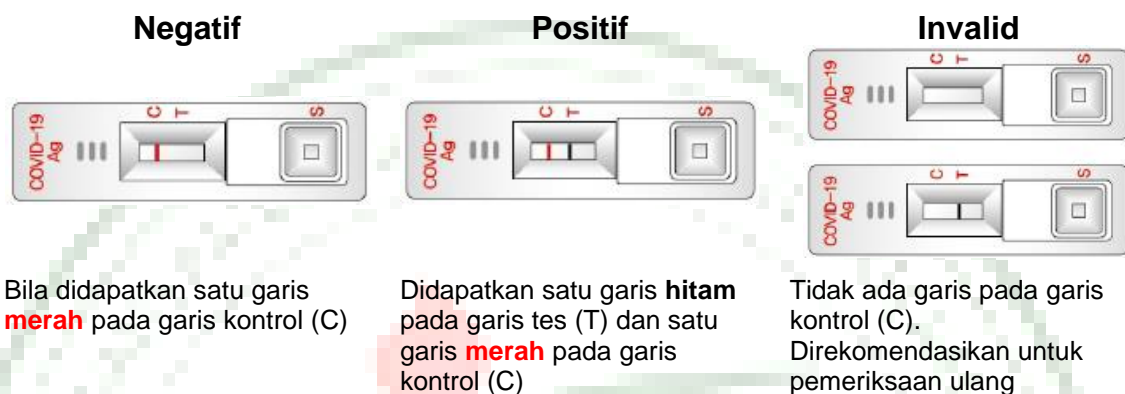 Negatif
Positif
Invalid
COVID-19
Ag
C T
S
COVID-19
Ag
C T
S
COVID-19
Ag
C T
S
COVID-19
Ag
C T
S
Bila didapatkan satu garis
merah pada garis kontrol (C)
Didapatkan satu garis hitam
pada garis tes (T) dan satu
garis merah pada garis
kontrol (C)
Tidak ada garis pada garis
kontrol (C).
Direkomendasikan untuk
pemeriksaan ulang